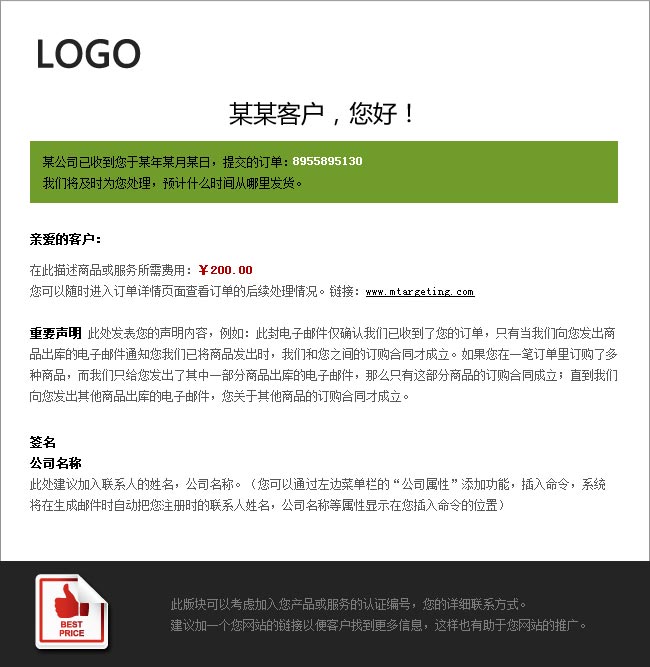 LOGO
某某客户，您好！
某公司已收到您于某年某月某日，提交的订单：8955895130
我们将及时为您处理，预计什么时间从哪里发货。
亲爱的客户：
在此描述商品或服务所需费用：￥200.00
您可以随时进入订单详情页面查看订单的后续处理情况。链接：www.mtargeting.com
重要声明 此处发表您的声明内容，例如：此封电子邮件仅确认我们已收到了您的订单，只有当我们向您发出商
品出库的电子邮件通知您我们已将商品发出时，我们和您之间的订购合同才成立。如果您在一笔订单里订购了多
种商品，而我们只给您发出了其中一部分商品出库的电子邮件，那么只有这部分商品的订购合同成立；直到我们
向您发出其他商品出库的电子邮件，您关于其他商品的订购合同才成立。
签名
公司名称
此处建议加入联系人的姓名，公司名称。（您可以通过左边菜单栏的“公司属性”添加功能，插入命令，系统
将在生成邮件时自动把您注册时的联系人姓名，公司名称等属性显示在您插入命令的位置）
BEST
PRICE
此版块可以考虑加入您产品或服务的认证编号，您的详细联系方式。
建议加一个您网站的链接以便客户找到更多信息，这样也有助于您网站的推广。